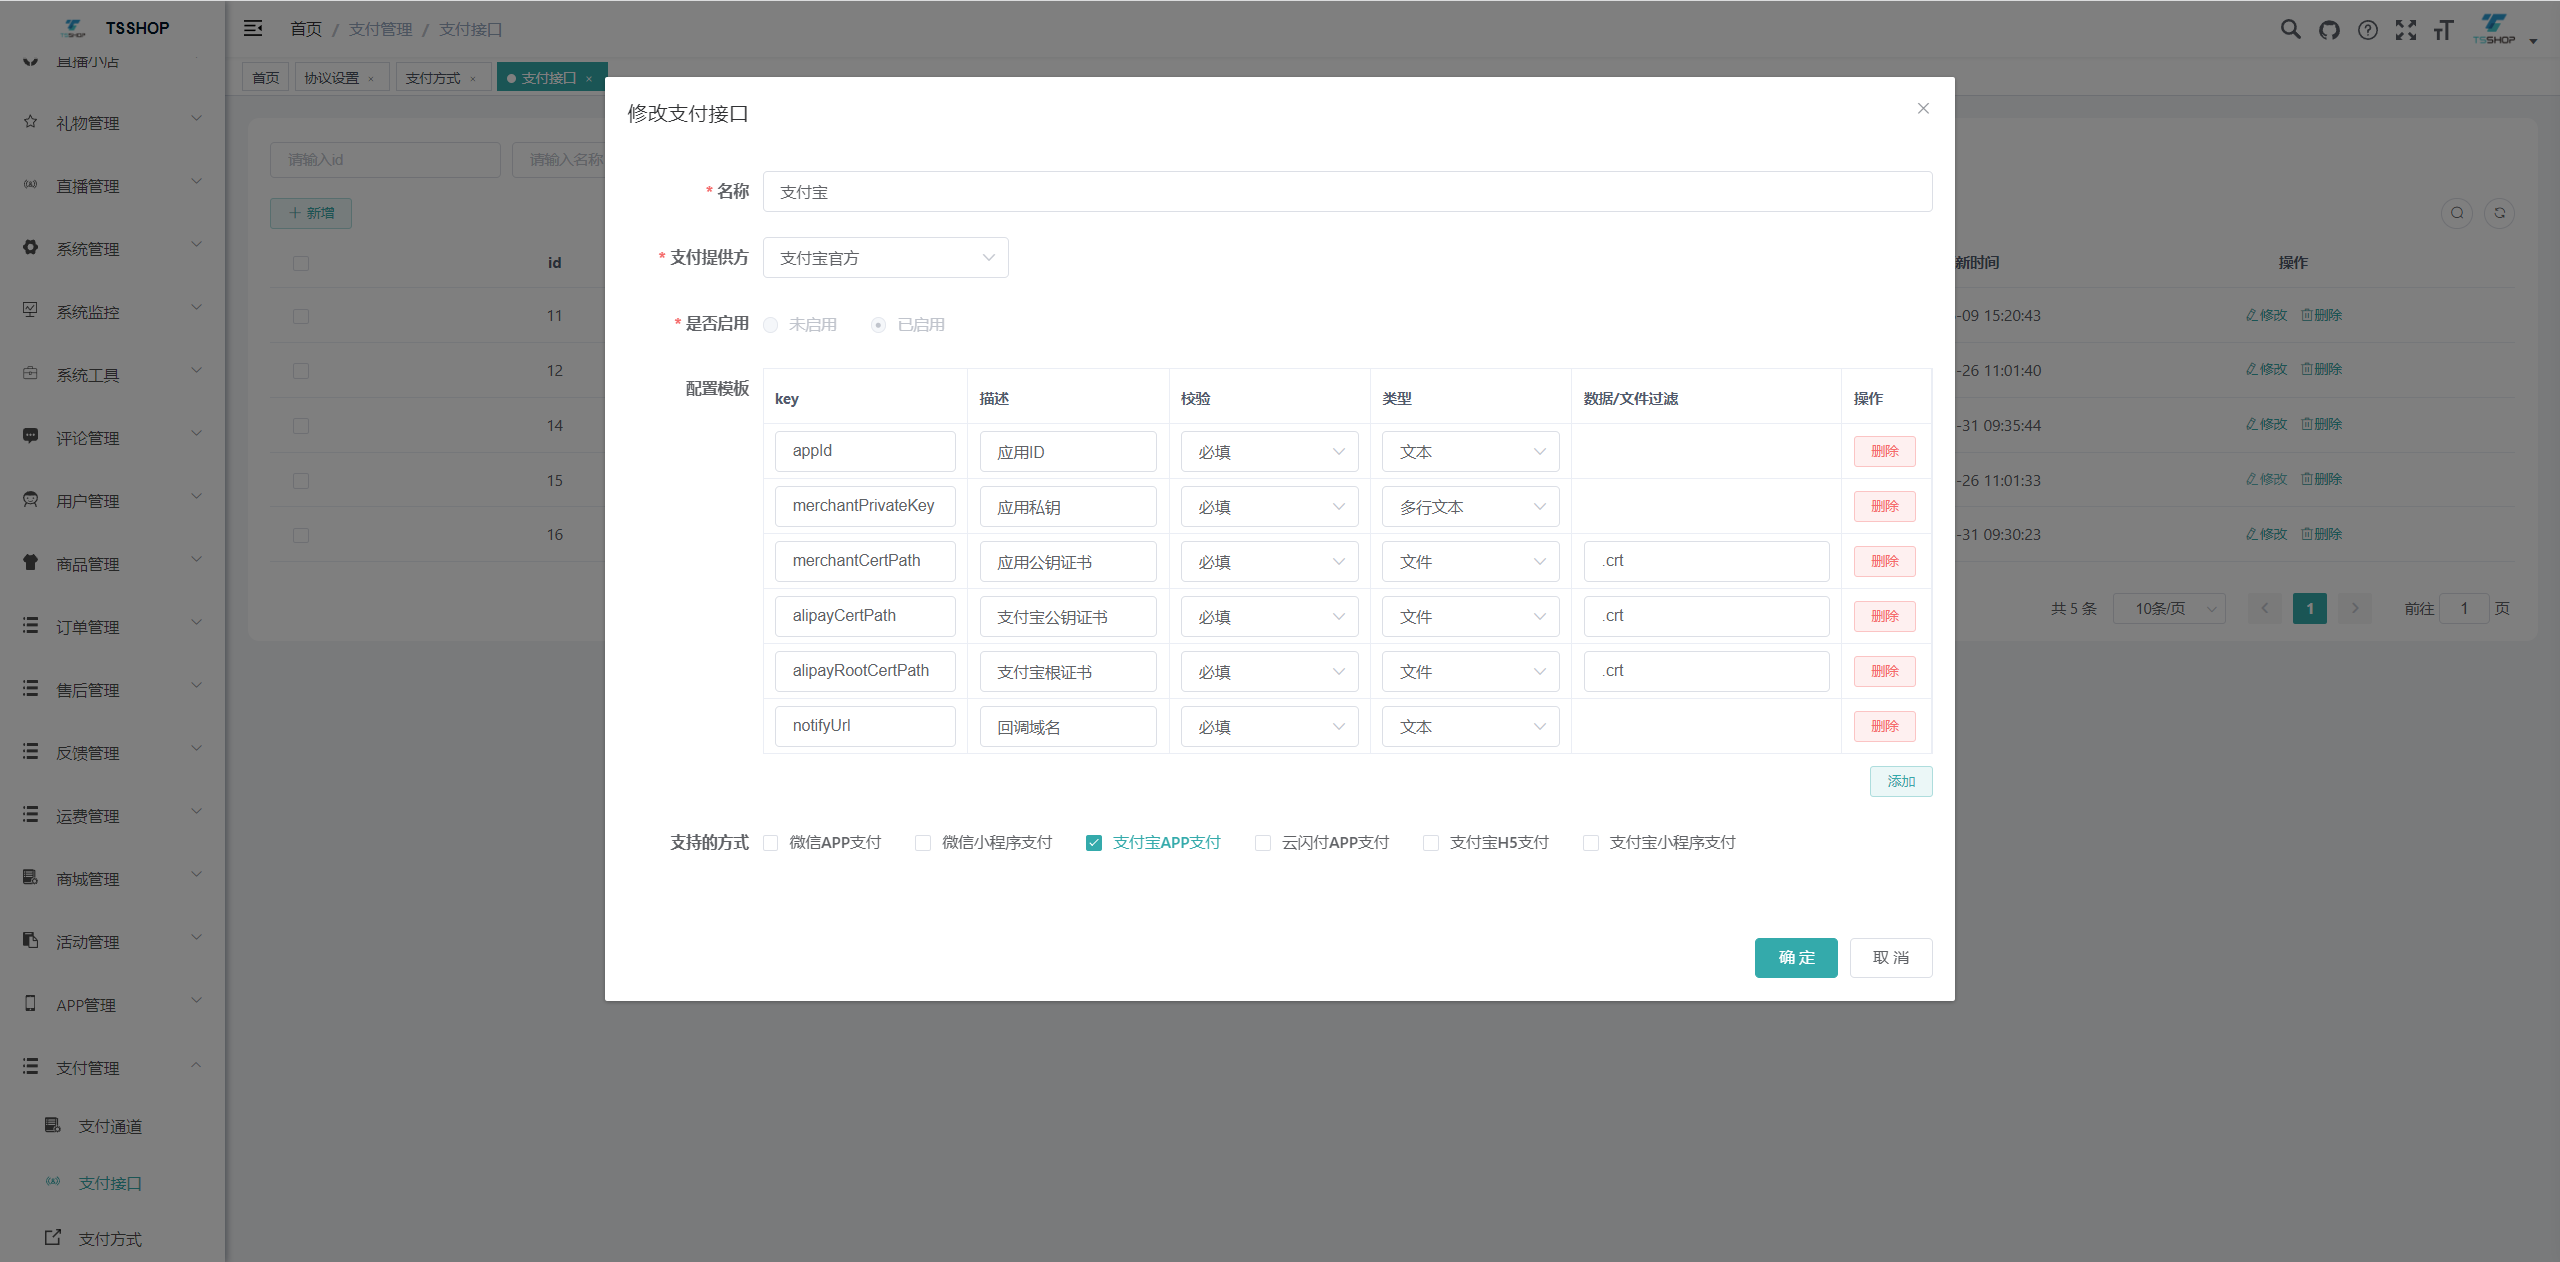 TSSHOP
首页 / 支付管理 / 支付接口
TSSHOP
直播小店
礼物管理
直播管理
系统管理
系统监控
系统工具
评论管理
用户管理
商品管理
订单管理
售后管理
反馈管理
运费管理
商城管理
活动管理
APP管理
支付管理
支付通道
支付接口
支付方式
首页 协议设置 × 支付方式 × 支付接口 ×
请输入id 请输入名称
新增
id 新时间 操作
11 -09 15:20:43 修改 删除
12 -26 11:01:40 修改 删除
14 -31 09:35:44 修改 删除
15 -26 11:01:33 修改 删除
16 -31 09:30:23 修改 删除
共 5 条 10条/页 1 前往 1 页
修改支付接口
* 名称 支付宝
* 支付提供方 支付宝官方
* 是否启用 未启用 已启用
配置模板
key 描述 校验 类型 数据/文件过滤 操作
appId 应用ID 必填 文本 删除
merchantPrivateKey 应用私钥 必填 多行文本 删除
merchantCertPath 应用公钥证书 必填 文件 .crt 删除
alipayCertPath 支付宝公钥证书 必填 文件 .crt 删除
alipayRootCertPath 支付宝根证书 必填 文件 .crt 删除
notifyUrl 回调域名 必填 文本 删除
添加
支持的方式 微信APP支付 微信小程序支付 支付宝APP支付 云闪付APP支付 支付宝H5支付 支付宝小程序支付
确 定 取 消